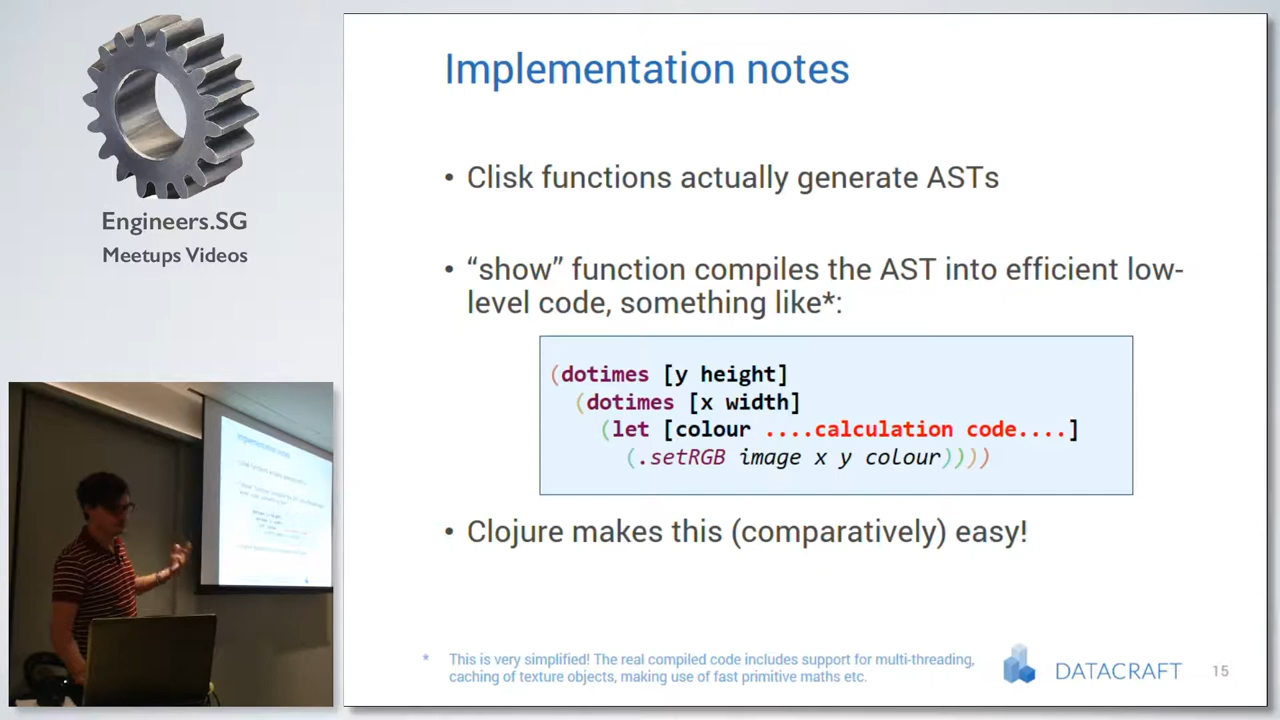 Engineers.SG
Meetups Videos
Implementation notes
• Clisk functions actually generate ASTs
• “show” function compiles the AST into efficient low-
level code, something like*:
(dotimes [y height]
(dotimes [x width]
(let [colour ....calculation code....]
(.setRGB image x y colour))))
• Clojure makes this (comparatively) easy!
* This is very simplified! The real compiled code includes support for multi-threading,
caching of texture objects, making use of fast primitive maths etc.
DATACRAFT 15
Implementation notes